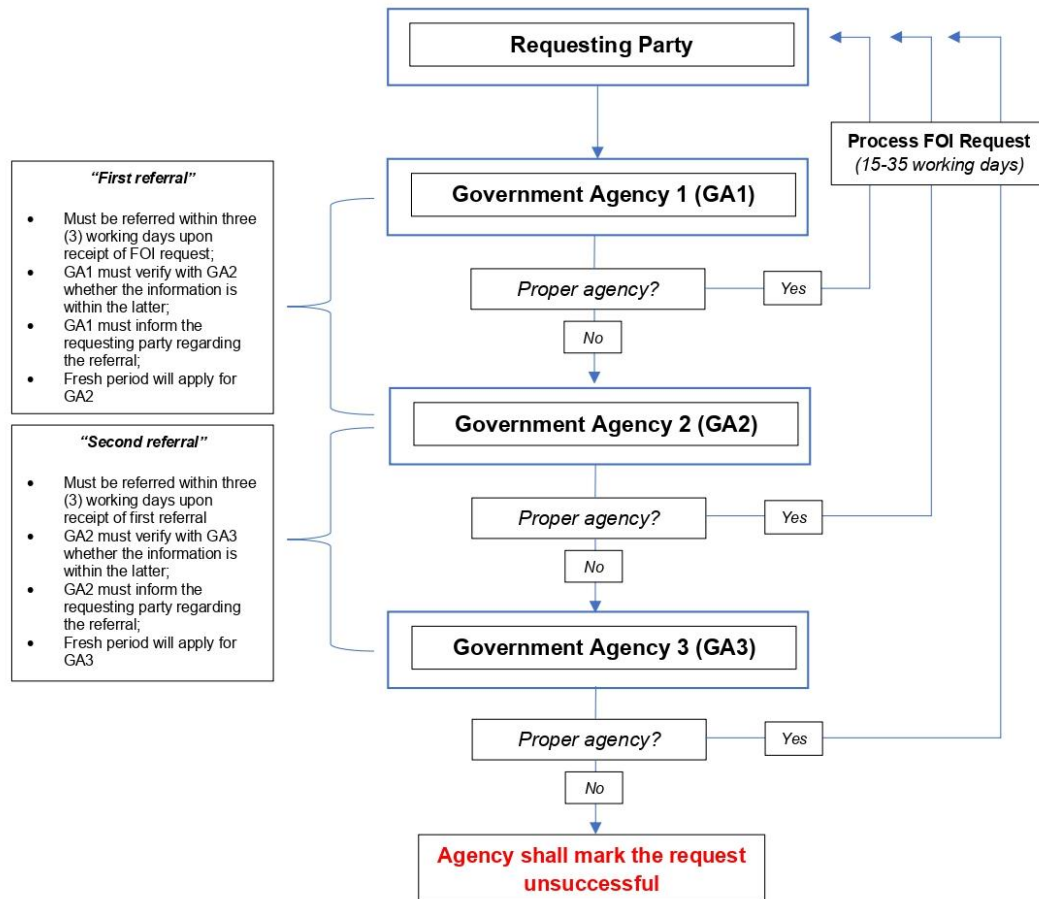 Requesting Party
Process FOI Request
(15-35 working days)
“First referral”
• Must be referred within three
(3) working days upon
receipt of FOI request;
• GA1 must verify with GA2
whether the information is
within the latter;
• GA1 must inform the
requesting party regarding
the referral;
• Fresh period will apply for
GA2
Government Agency 1 (GA1)
Proper agency?
Yes
No
Government Agency 2 (GA2)
“Second referral”
• Must be referred within three
(3) working days upon
receipt of first referral
• GA2 must verify with GA3
whether the information is
within the latter;
• GA2 must inform the
requesting party regarding
the referral;
• Fresh period will apply for
GA3
Proper agency?
Yes
No
Government Agency 3 (GA3)
Proper agency?
Yes
No
Agency shall mark the request
unsuccessful